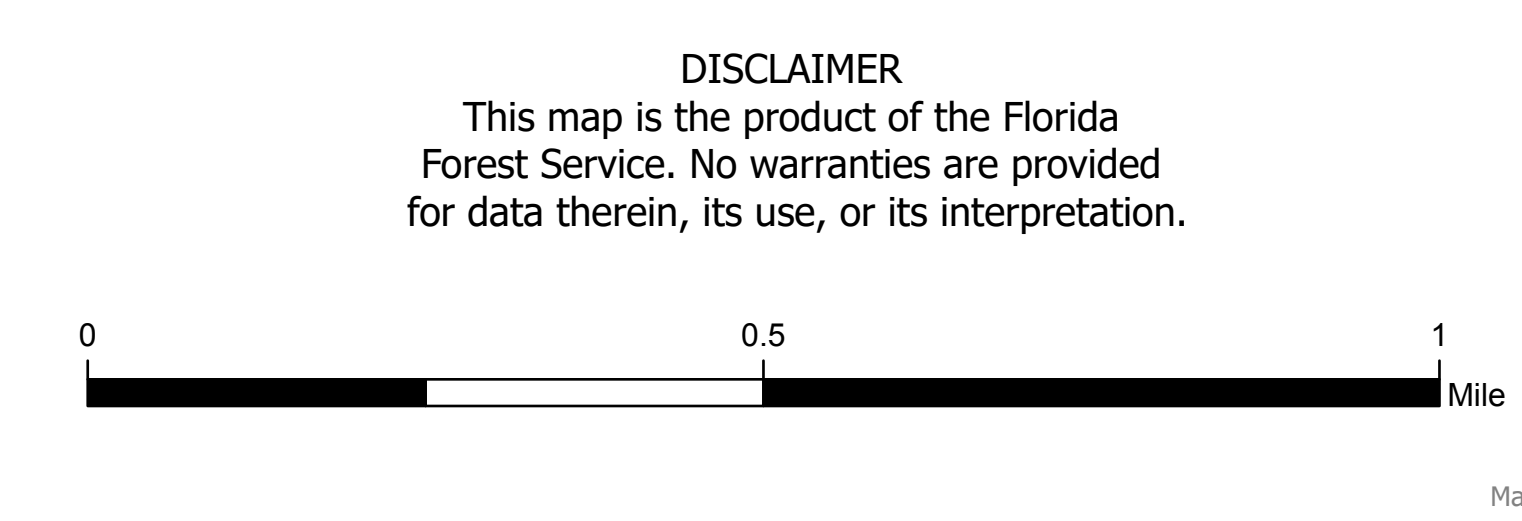 DISCLAIMER
This map is the product of the Florida
Forest Service. No warranties are provided
for data therein, its use, or its interpretation.
0 0.5 1
Mile
Ma